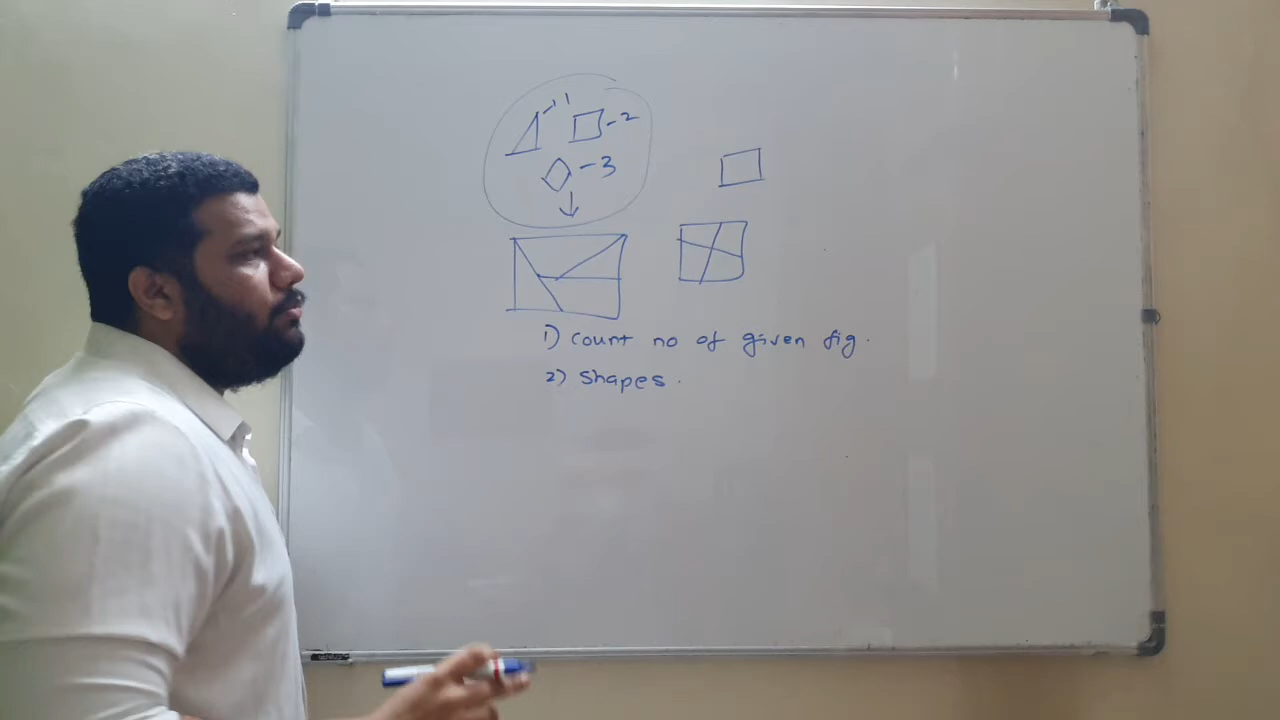 -1
-2
-3
1) count no of given fig.
2) shapes.